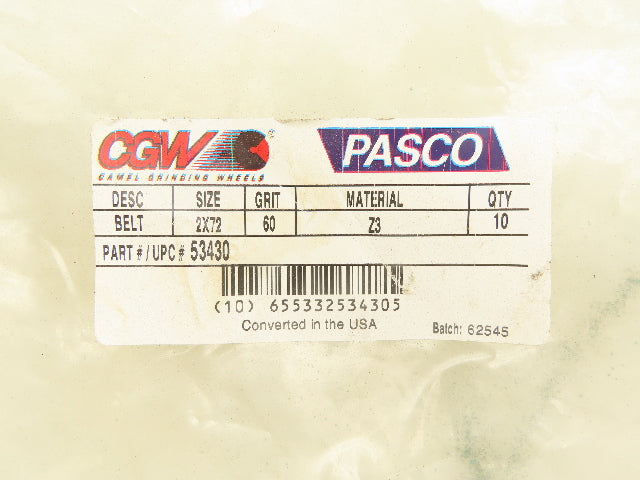 CGW ® PASCO
CAMEL GRINDING WHEELS
DESC SIZE GRIT MATERIAL QTY
BELT 2X72 60 Z3 10
PART #/UPC # 53430
(10) 655332534305
Converted in the USA Batch: 62545